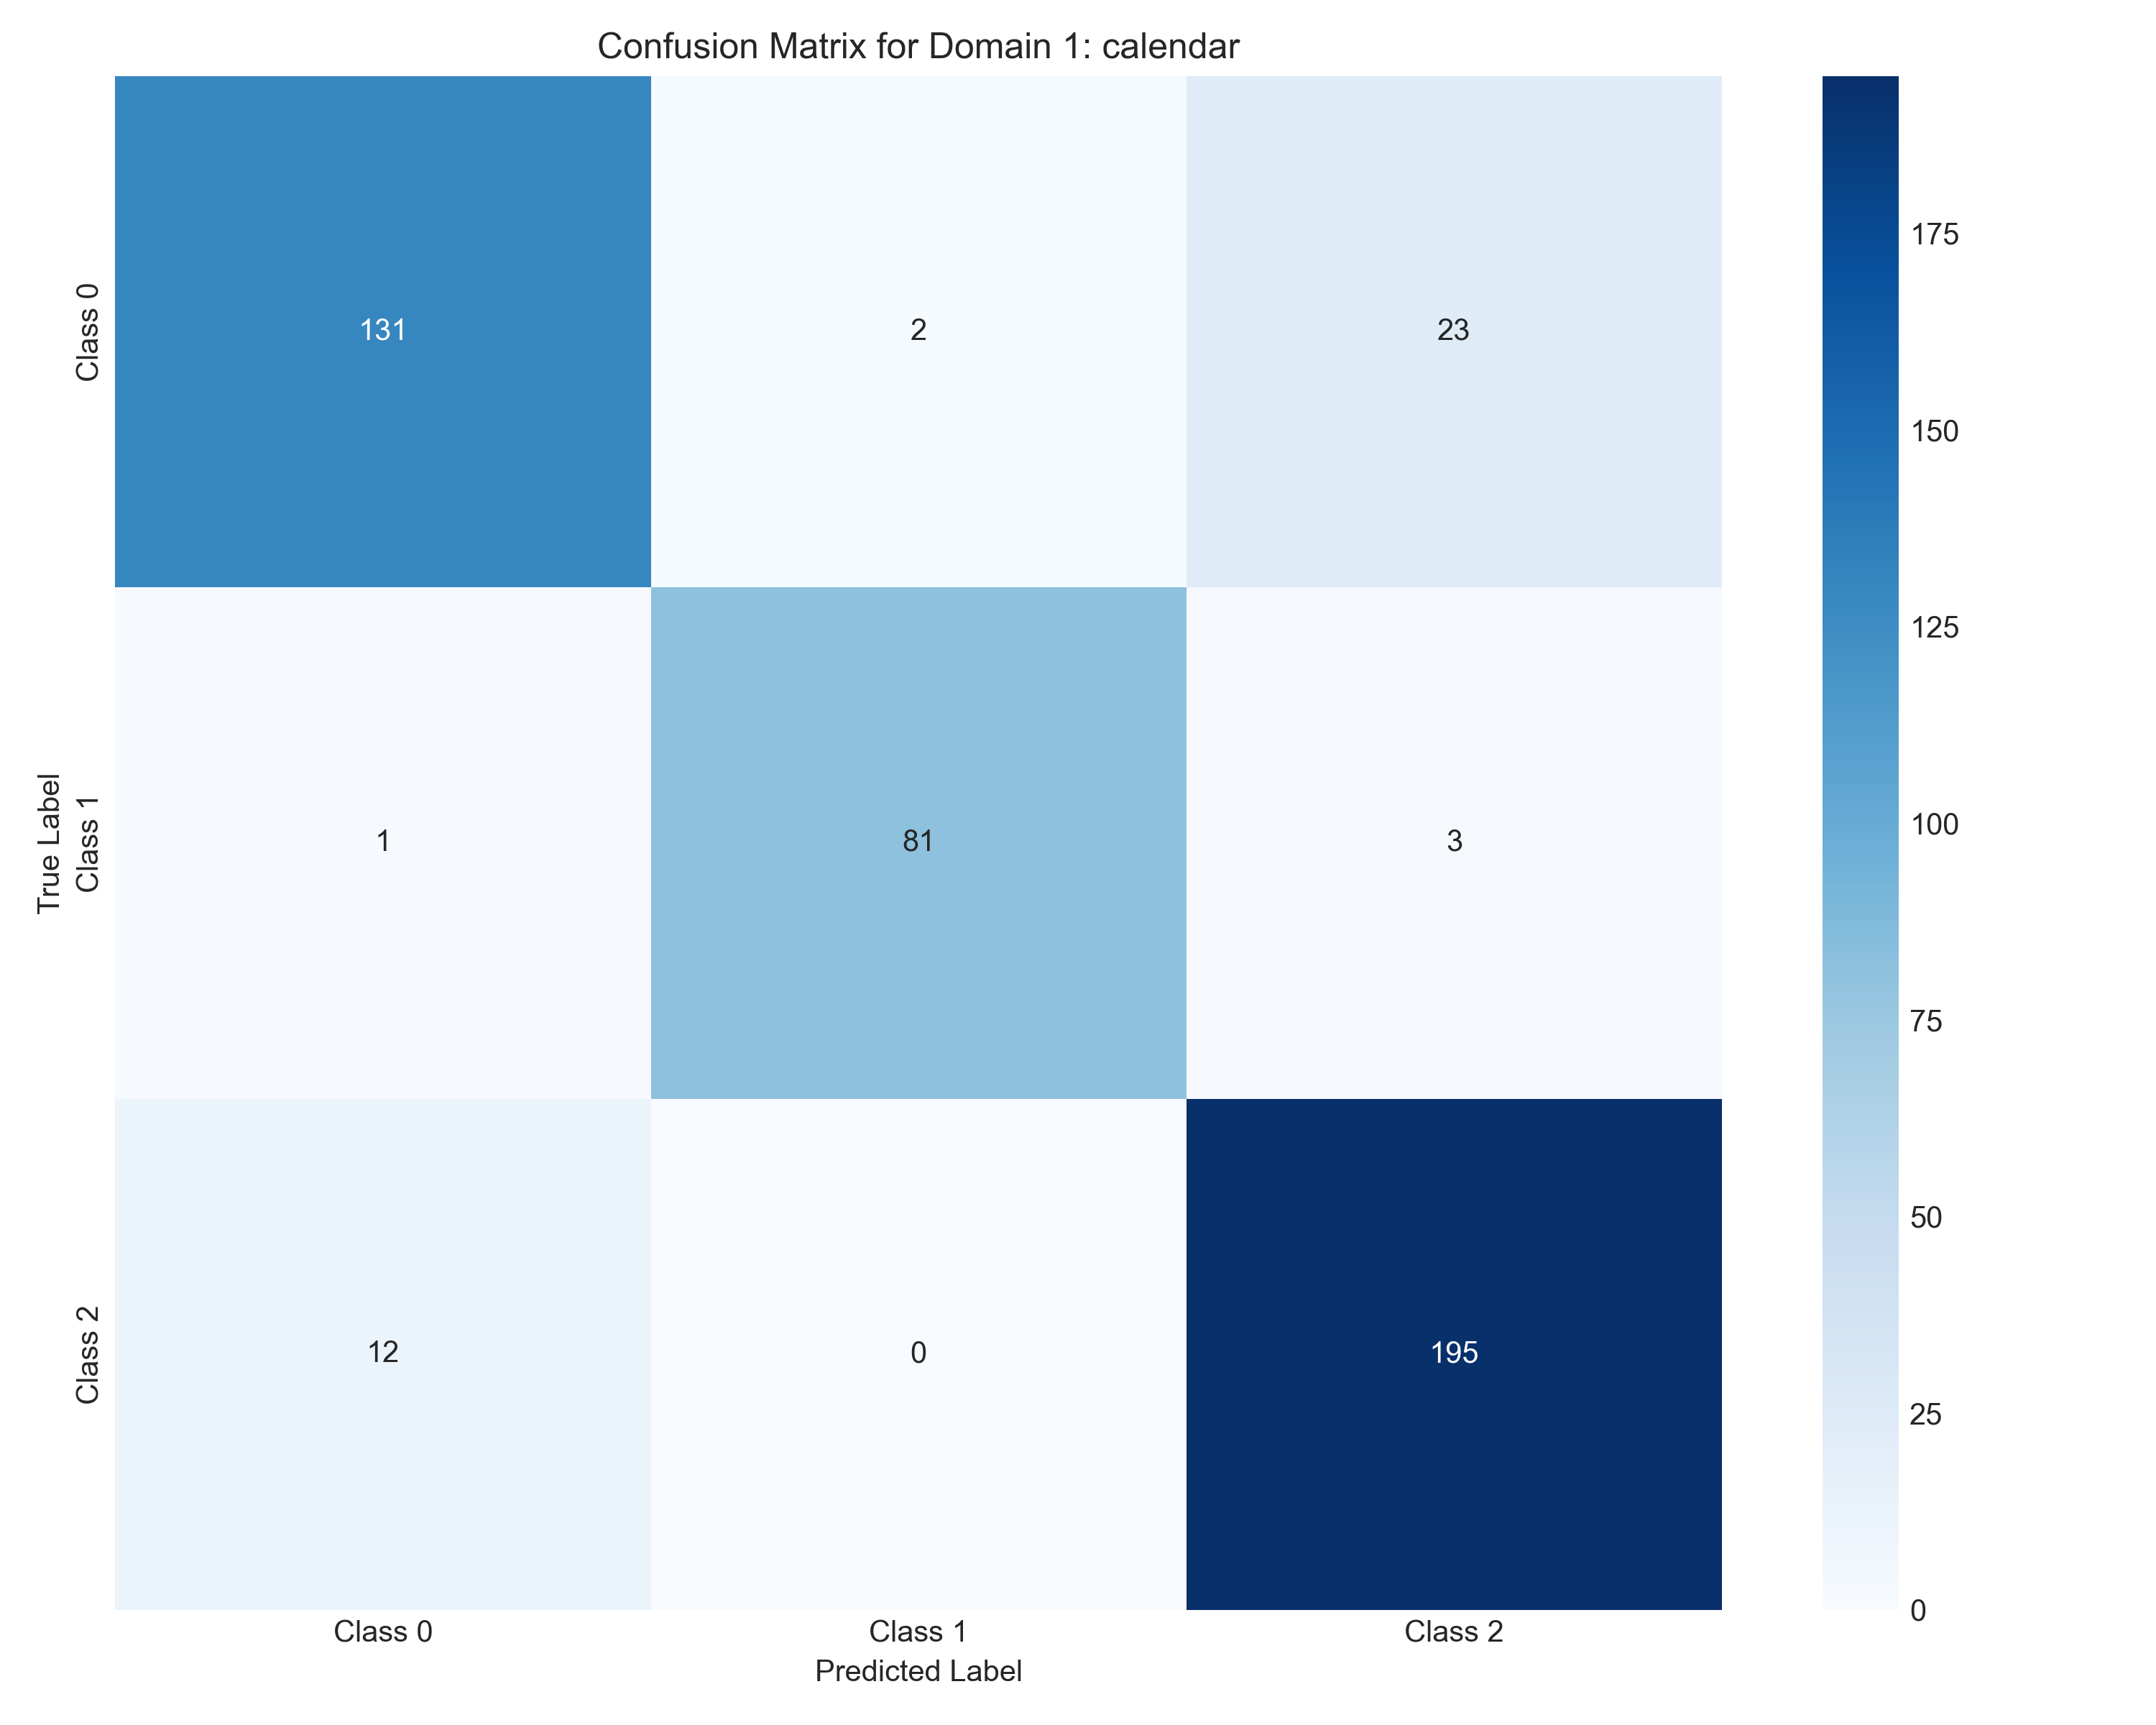 Confusion Matrix for Domain 1: calendar
True Label
Class 0
131 2 23
Class 1
1 81 3
Class 2
12 0 195
Class 0 Class 1 Class 2
Predicted Label
175
150
125
100
75
50
25
0